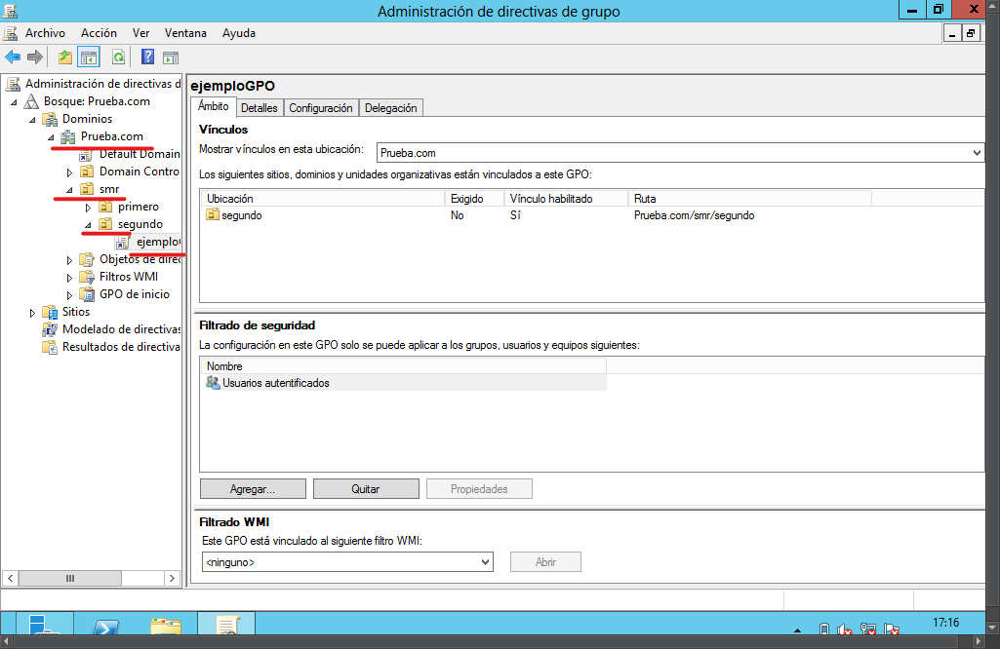 Administración de directivas de grupo
Archivo Acción Ver Ventana Ayuda
Administración de directivas d
Bosque: Prueba.com
Dominios
Prueba.com
Default Domain
Domain Contro
smr
primero
segundo
ejemplo
Objetos de direc
Filtros WMI
GPO de inicio
Sitios
Modelado de directivas
Resultados de directiva
ejemploGPO
Ámbito Detalles Configuración Delegación
Vínculos
Mostrar vínculos en esta ubicación: Prueba.com
Los siguientes sitios, dominios y unidades organizativas están vinculados a este GPO:
Ubicación Exigido Vínculo habilitado Ruta
segundo No Sí Prueba.com/smr/segundo
Filtrado de seguridad
La configuración en este GPO solo se puede aplicar a los grupos, usuarios y equipos siguientes:
Nombre
Usuarios autentificados
Agregar... Quitar Propiedades
Filtrado WMI
Este GPO está vinculado al siguiente filtro WMI:
<ninguno> Abrir
17:16